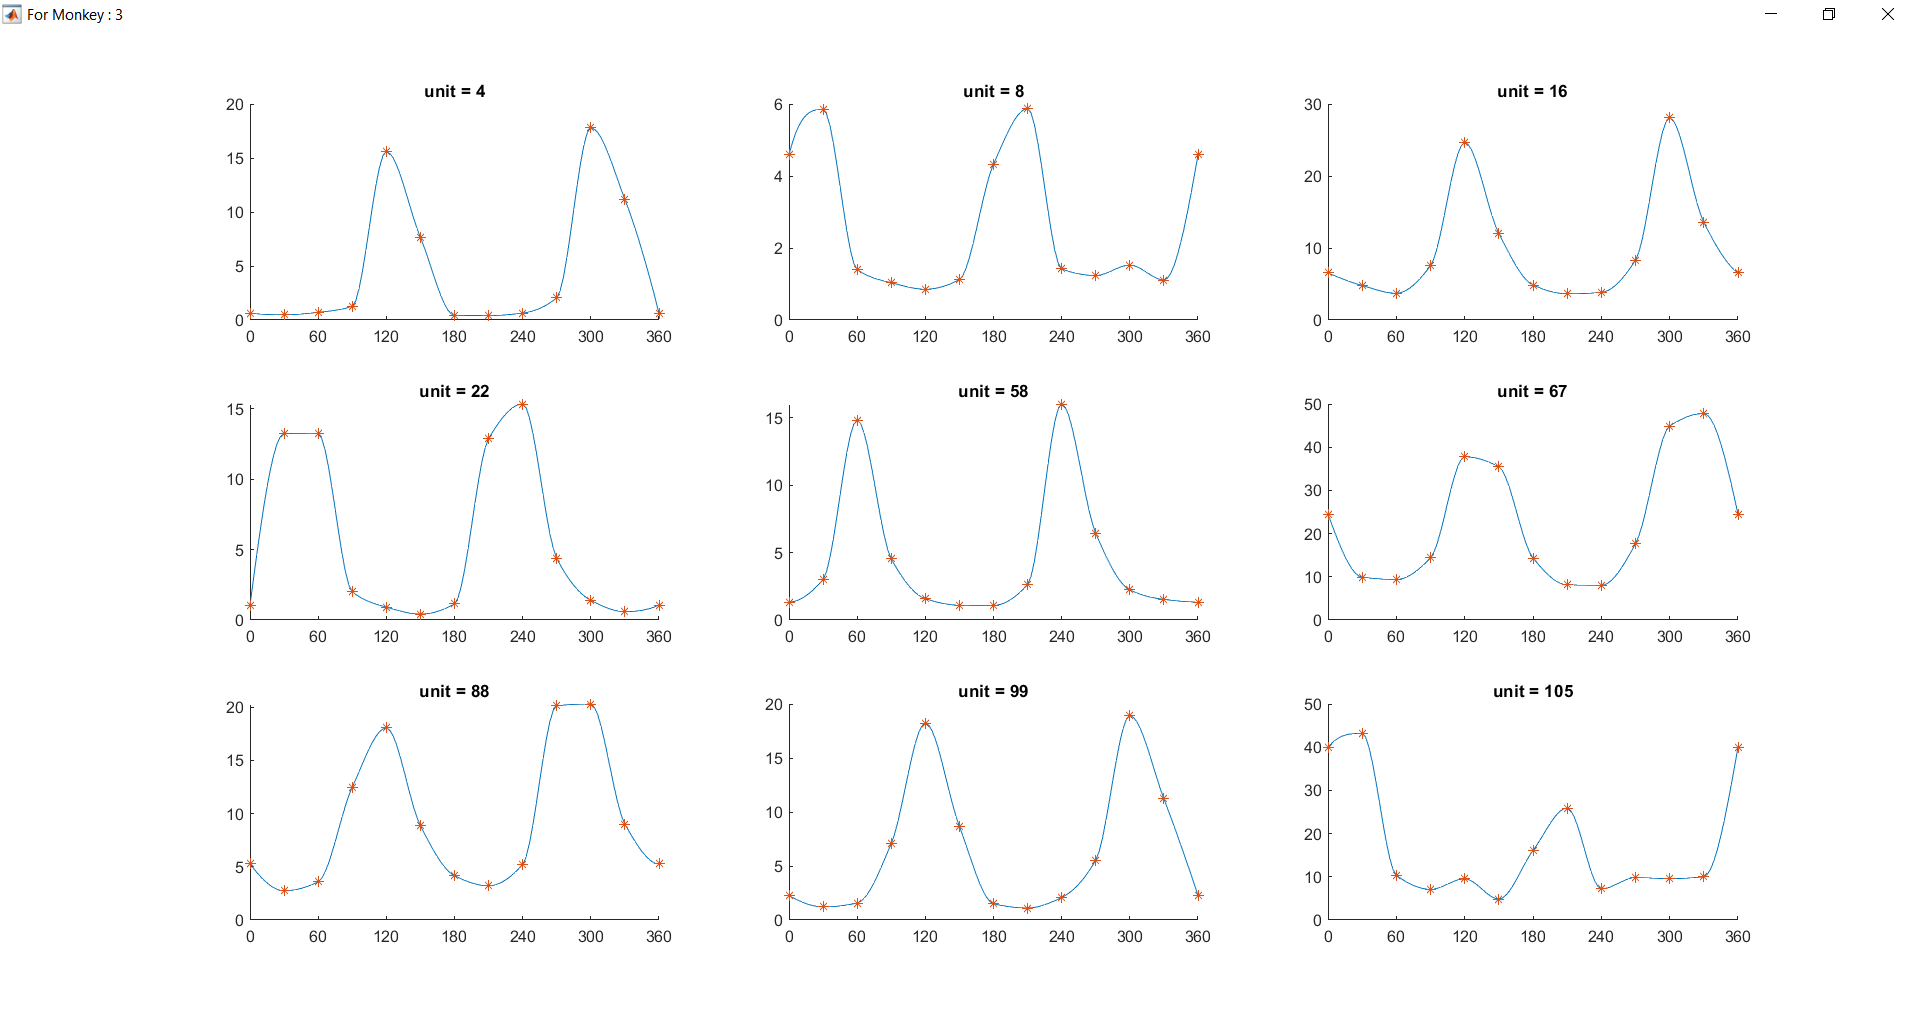 For Monkey : 3
unit = 4
20
15
10
5
0
0 60 120 180 240 300 360
unit = 8
6
4
2
0
0 60 120 180 240 300 360
unit = 16
30
20
10
0
0 60 120 180 240 300 360
unit = 22
15
10
5
0
0 60 120 180 240 300 360
unit = 58
15
10
5
0
0 60 120 180 240 300 360
unit = 67
50
40
30
20
10
0
0 60 120 180 240 300 360
unit = 88
20
15
10
5
0
0 60 120 180 240 300 360
unit = 99
20
15
10
5
0
0 60 120 180 240 300 360
unit = 105
50
40
30
20
10
0
0 60 120 180 240 300 360